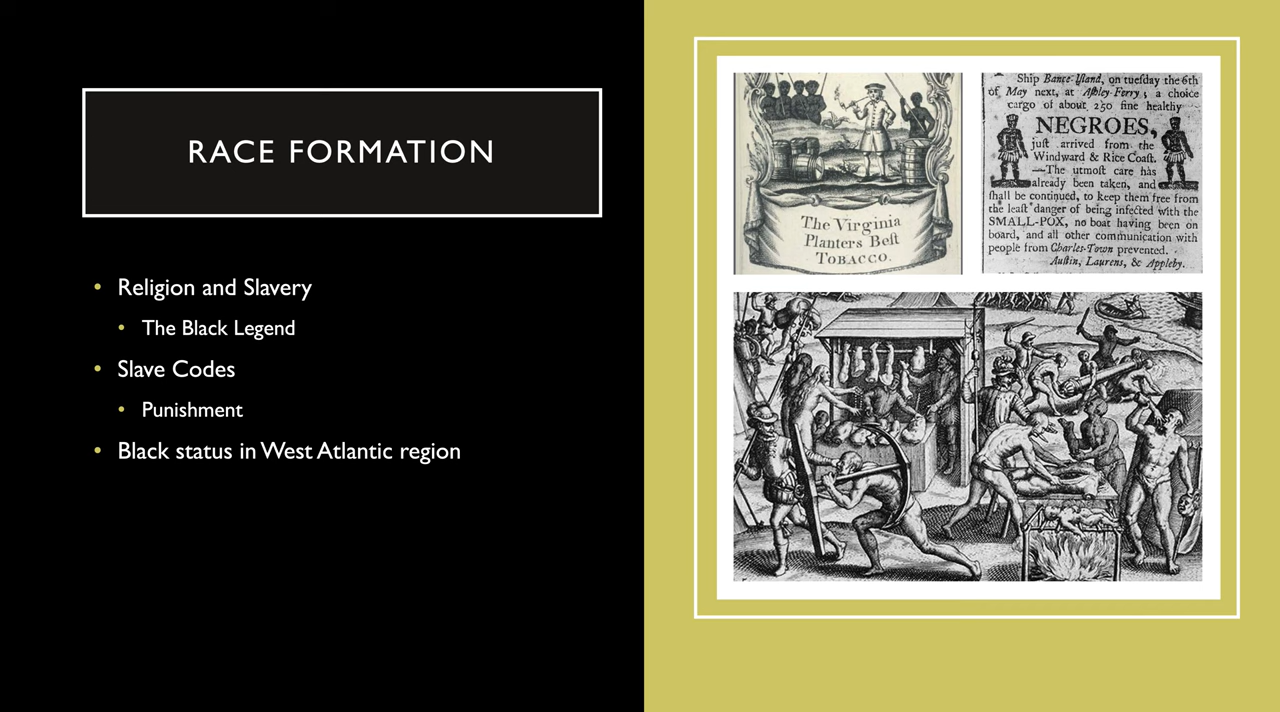 RACE FORMATION
• Religion and Slavery
• The Black Legend
• Slave Codes
• Punishment
• Black status in West Atlantic region
The Virginia
Planters Beſt
TOBACCO.
Ship Bance-Iſland, on tueſday the 6th
of May next, at Aſhley-Ferry; a choice
cargo of about 250 fine healthy
NEGROES,
juſt arrived from the
Windward & Rice Coaſt.
—The utmoſt care has
already been taken, and
ſhall be continued, to keep them free from
the leaſt danger of being infected with the
SMALL-POX, no boat having been on
board, and all other communication with
people from Charles-Town prevented.
Auſtin, Laurens, & Appleby.